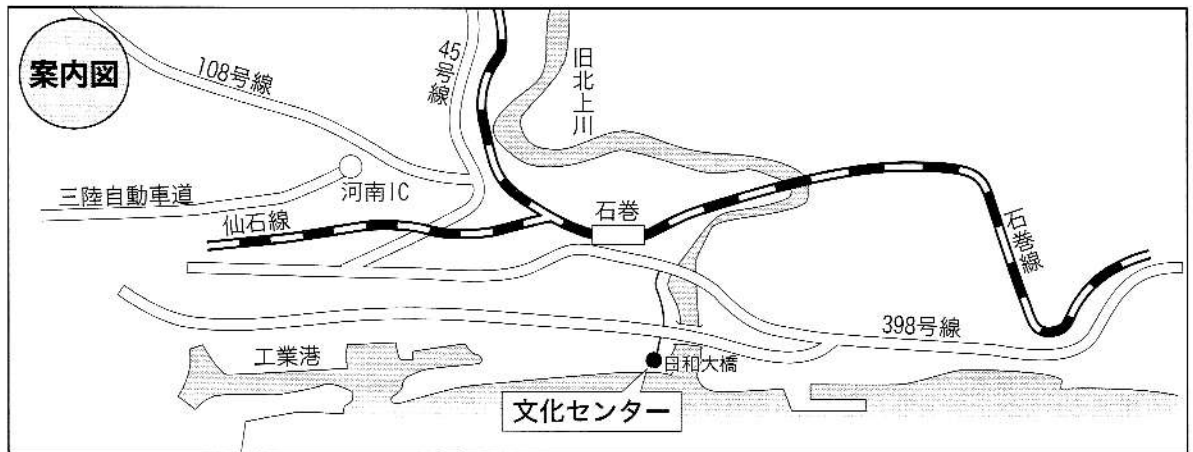 案内図
108号線
45号線
旧北上川
三陸自動車道
河南IC
仙石線
石巻
石巻線
398号線
工業港
日和大橋
文化センター